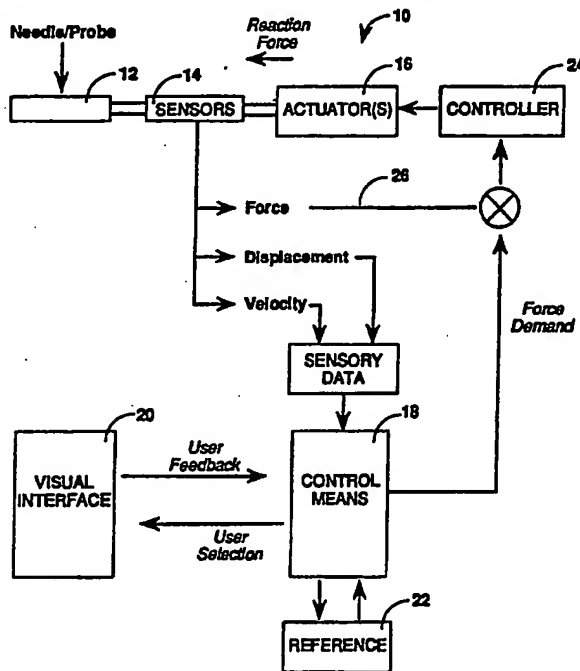 Needle/Probe
Reaction
Force
10
12
14
16
24
SENSORS
ACTUATOR(S)
CONTROLLER
26
Force
Displacement
Velocity
Force
Demand
SENSORY
DATA
20
18
User
Feedback
VISUAL
INTERFACE
CONTROL
MEANS
User
Selection
22
REFERENCE